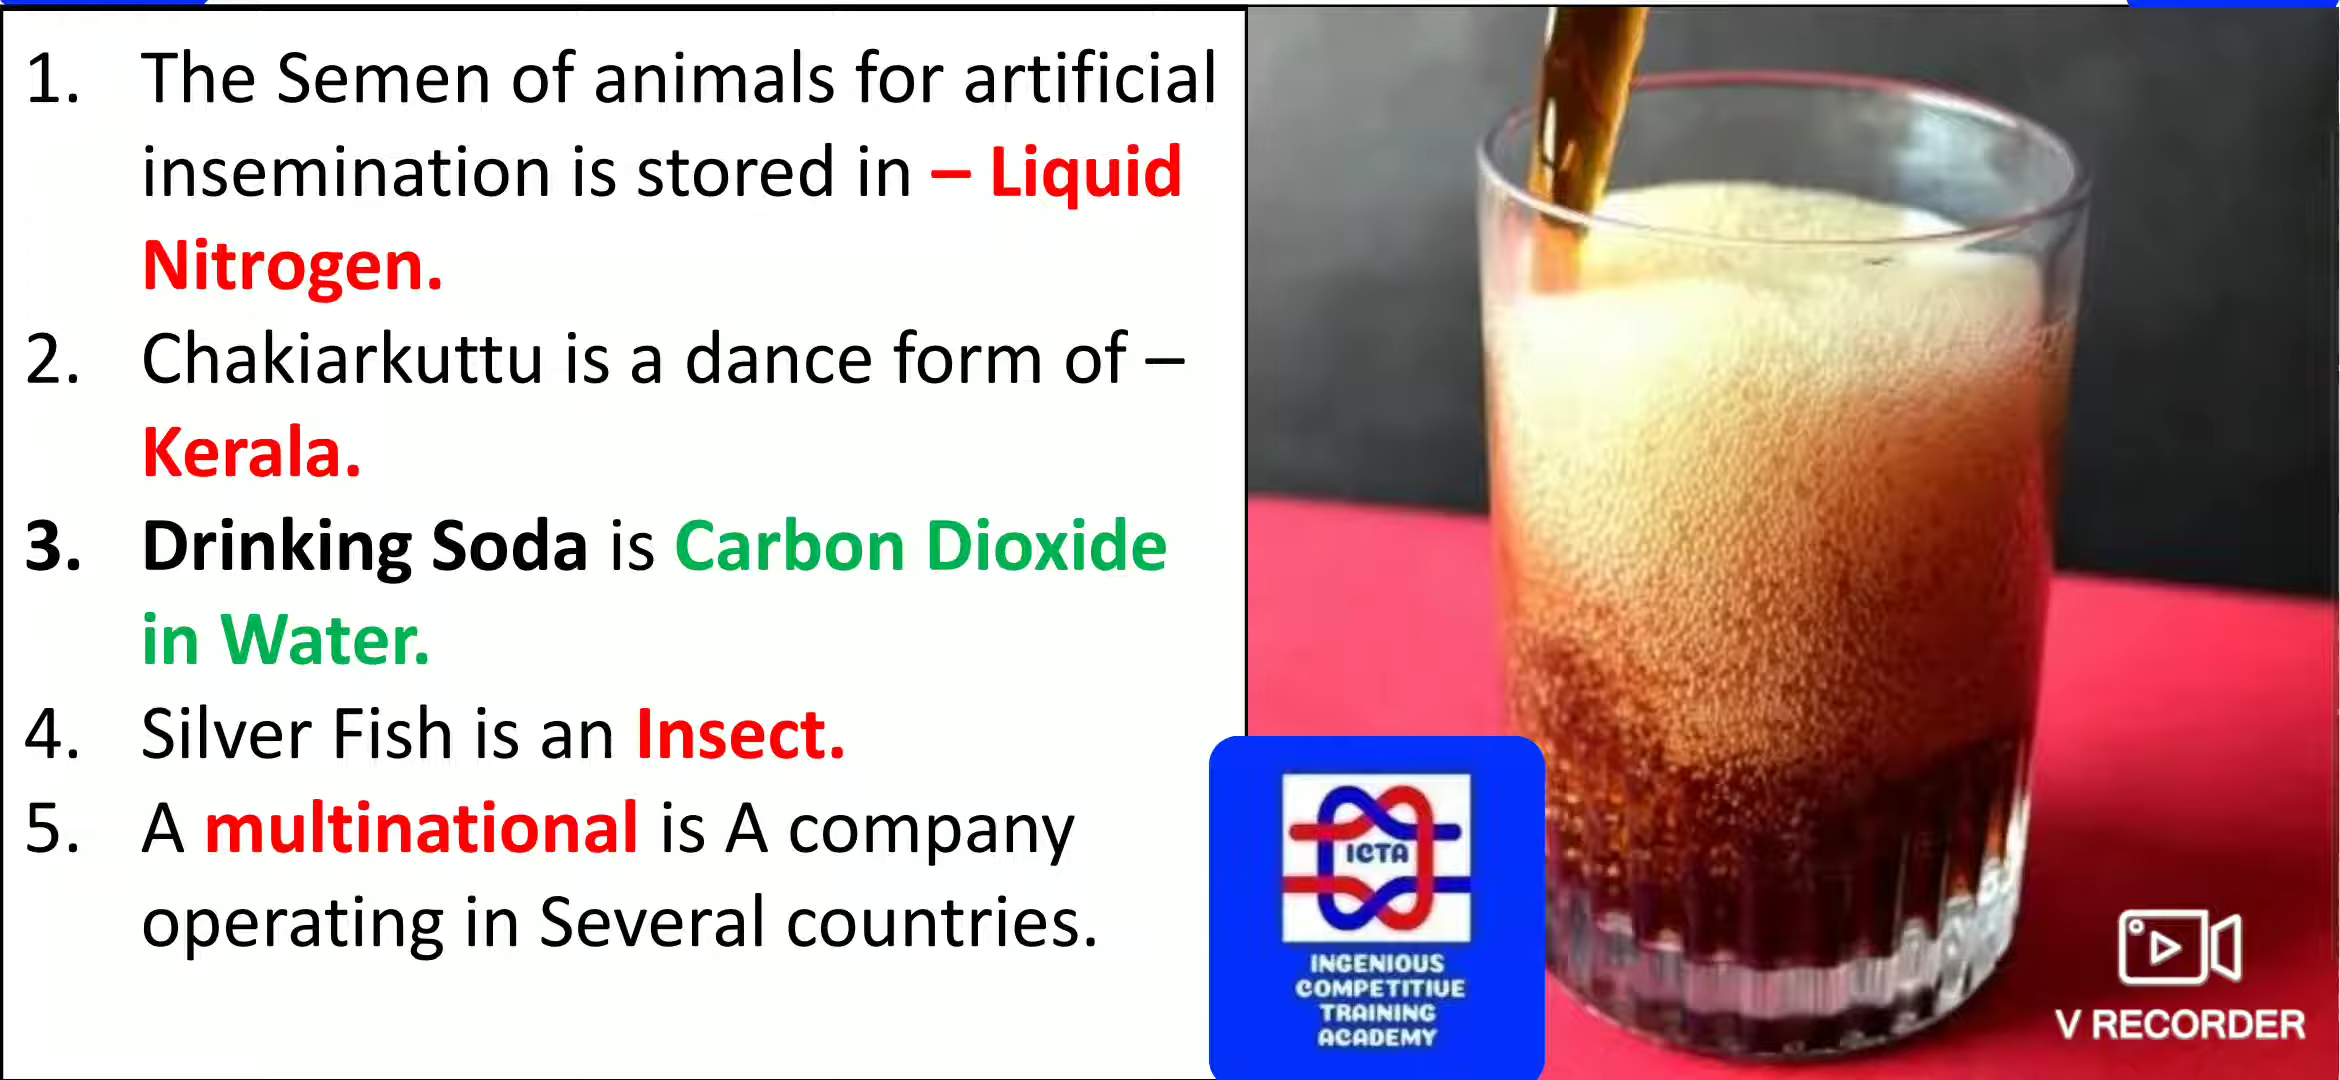 1. The Semen of animals for artificial
insemination is stored in – Liquid
Nitrogen.
2. Chakiarkuttu is a dance form of –
Kerala.
3. Drinking Soda is Carbon Dioxide
in Water.
4. Silver Fish is an Insect.
5. A multinational is A company
operating in Several countries.
ICTA
INGENIOUS
COMPETITIVE
TRAINING
ACADEMY
V RECORDER